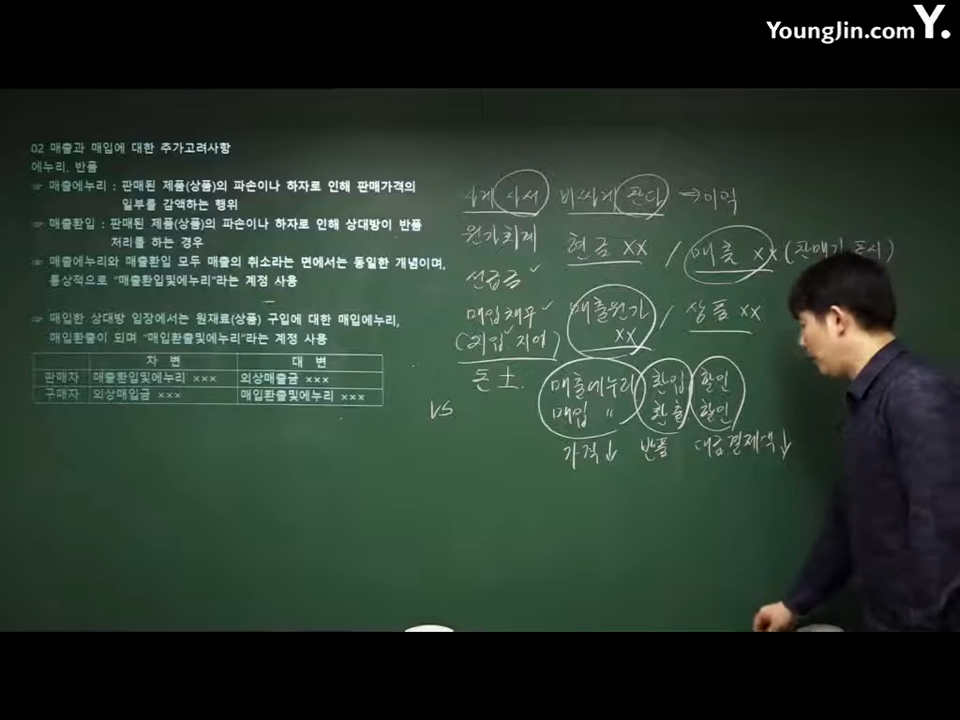 YoungJin.com Y.
02 매출과 매입에 대한 추가고려사항
에누리, 반품
☞ 매출에누리 : 판매된 제품(상품)의 파손이나 하자로 인해 판매가격의
일부를 감액하는 행위
☞ 매출환입 : 판매된 제품(상품)의 파손이나 하자로 인해 상대방이 반품
처리를 하는 경우
☞ 매출에누리와 매출환입 모두 매출의 취소라는 면에서는 동일한 개념이며,
통상적으로 "매출환입및에누리"라는 계정 사용
☞ 매입한 상대방 입장에서는 원재료(상품) 구입에 대한 매입에누리,
매입환출이 되며 "매입환출및에누리"라는 계정 사용
차 변 대 변
판매자 매출환입및에누리 ××× 외상매출금 ×××
구매자 외상매입금 ××× 매입환출및에누리 ×××
싸게 사서 비싸게 판다 → 이익
원가회계 현금 XX / 매출 XX (판매가 동시)
선급금 ✓
매입채무 ✓ 매출원가 XX / 상품 XX
돈 土.
매출에누리 환입 할인
매입 〃 환출 할인
VS
가격↓ 반품 대금결제액↓